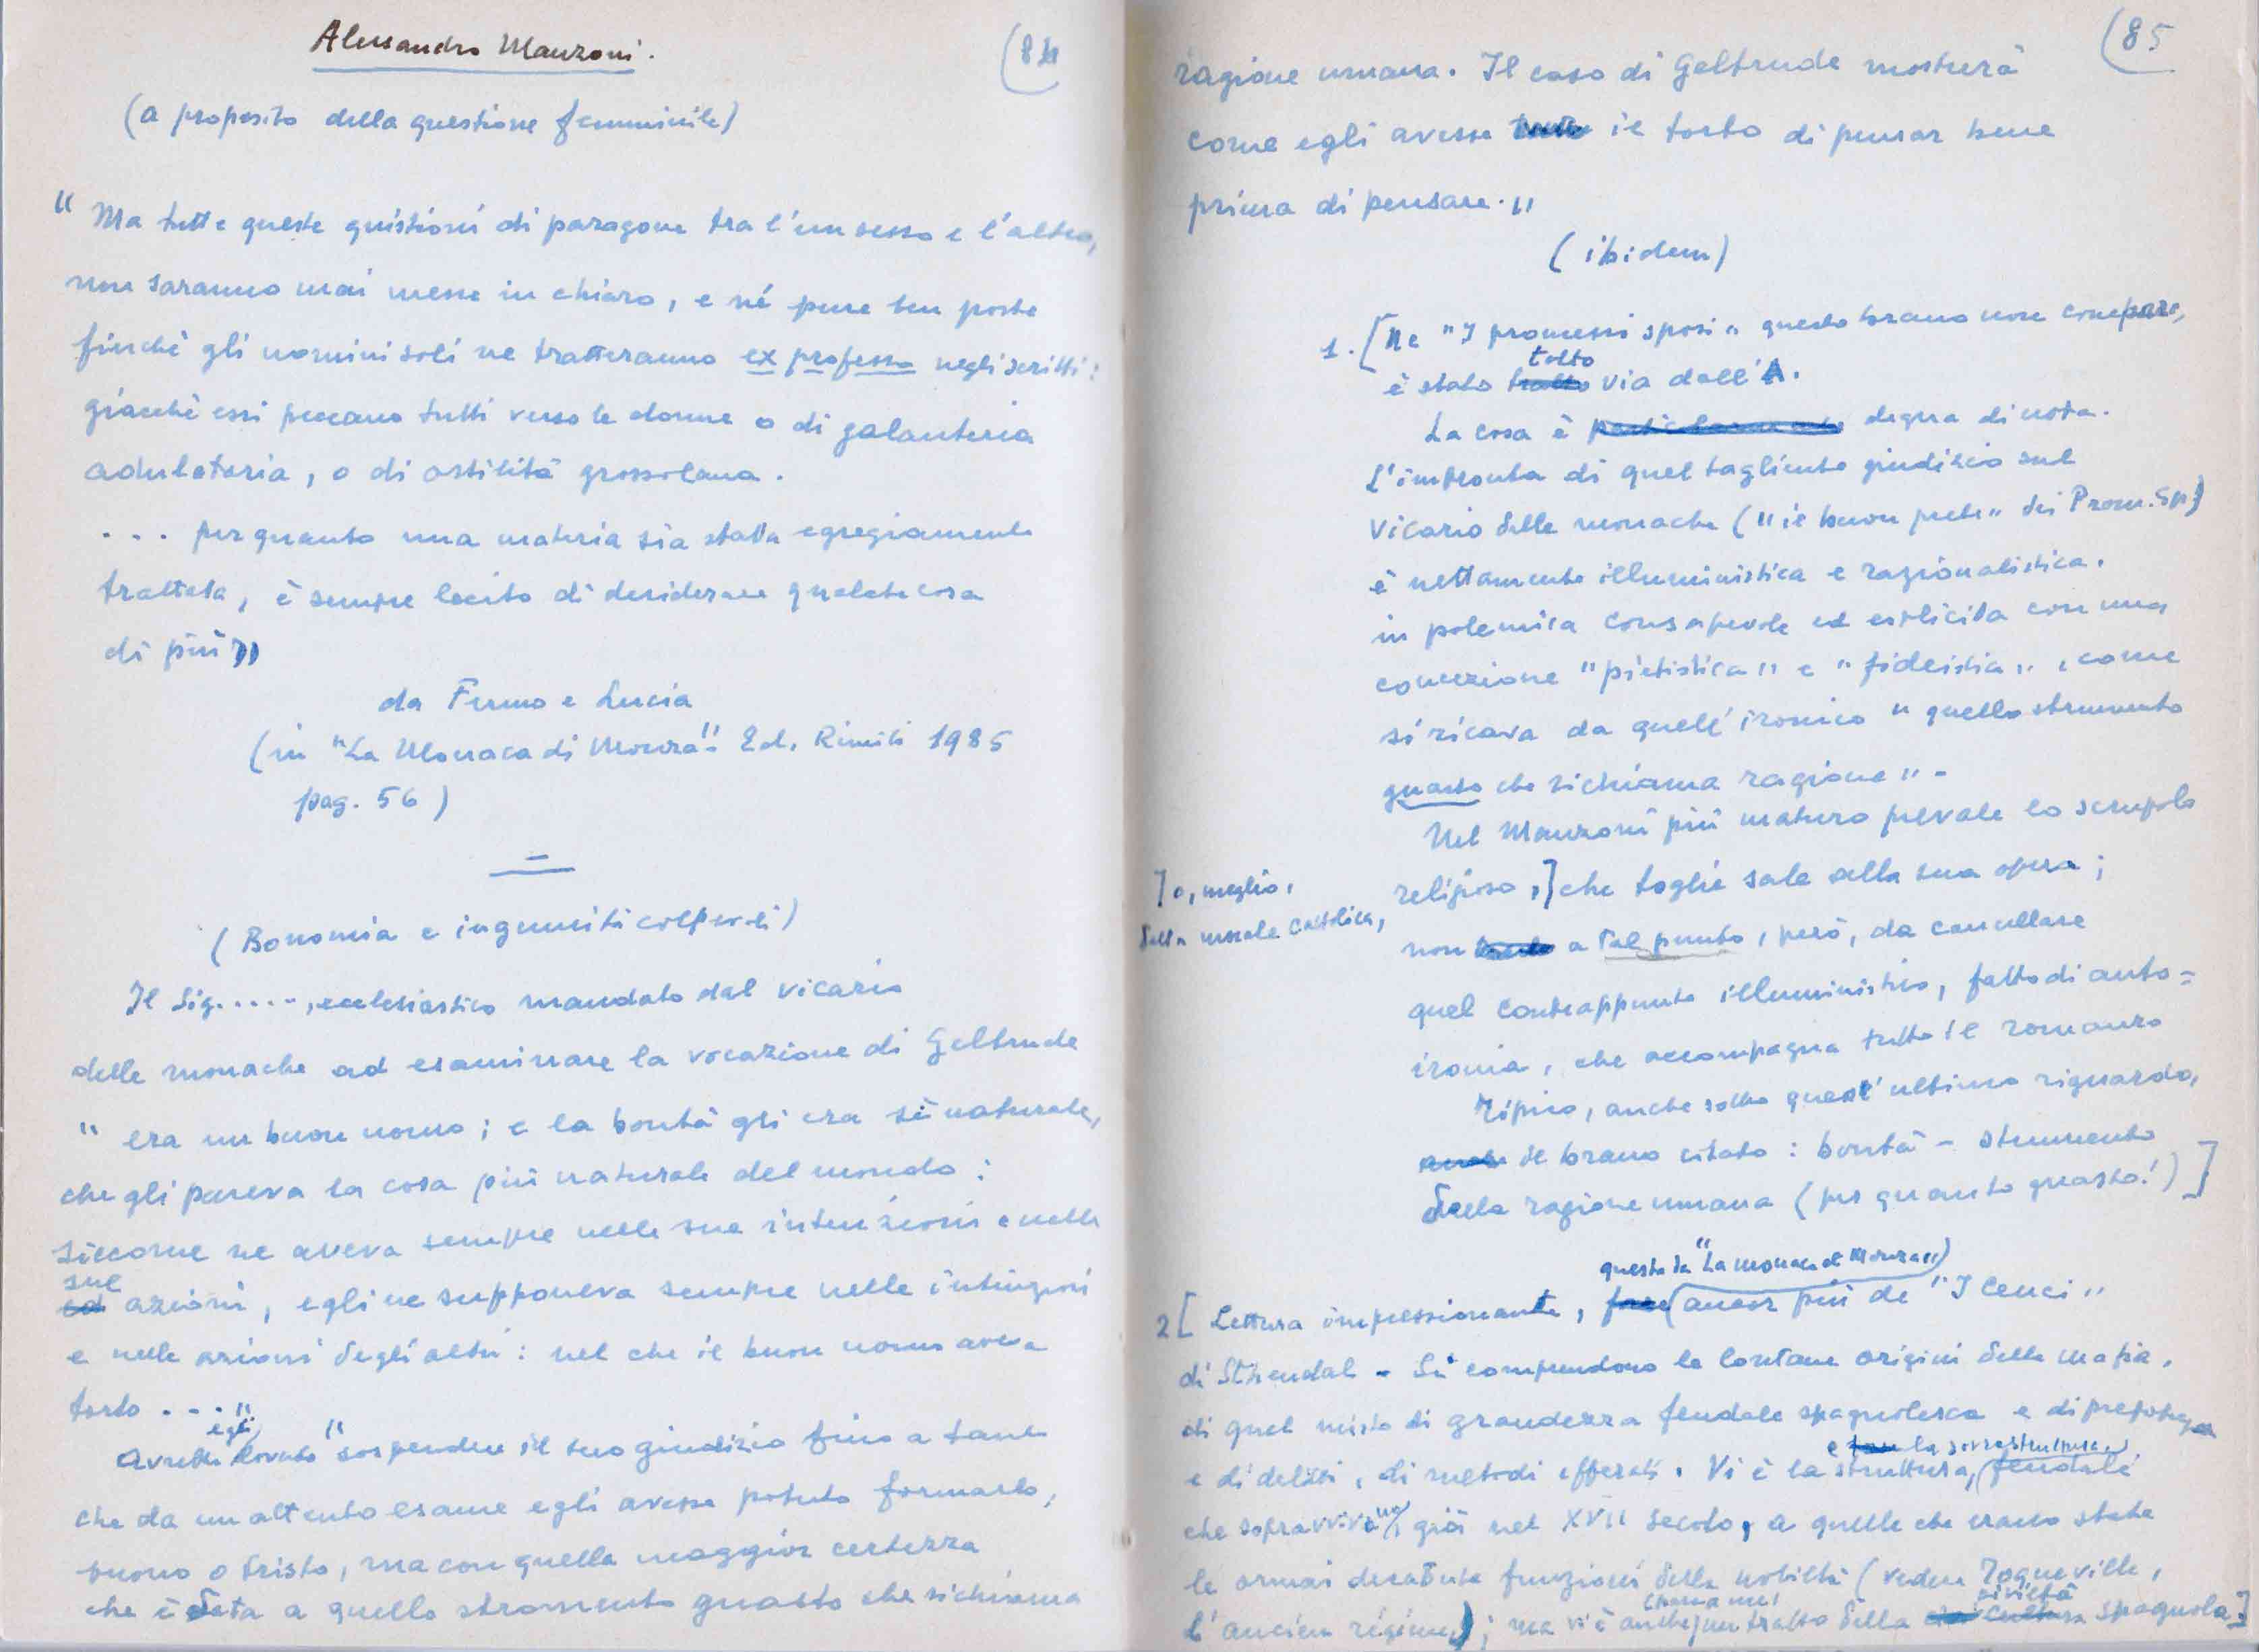 Alessandro Manzoni.
(84
(a proposito della questione femminile)
“Ma tutte queste quistioni di paragone tra l'un sesso e l'altro,
non saranno mai messe in chiaro, e né pure ben poste
finchè gli uomini soli ne tratteranno ex professo negli scritti:
giacchè essi peccano tutti verso le donne o di galanteria
adulatoria, o di ostilità grossolana.
... per quanto una materia sia stata egregiamente
trattata, è sempre lecito di desiderare qualche cosa
di più”
da Fermo e Lucia
(in "La Monaca di Monza". Ed. Rimili 1985
pag. 56)
(Bonomia e ingenuità colpevoli)
Il Sig....., ecclesiastico mandato dal vicario
delle monache ad esaminare la vocazione di Geltrude
“ era un buon uomo; e la bontà gli era sì naturale,
che gli pareva la cosa più naturale del mondo:
siccome ne aveva sempre nelle sue intenzioni e nelle
sue azioni, egli ne supponeva sempre nelle intenzioni
e nelle azioni degli altri: nel che il buon uomo aveva
torto ...”
Avrebbe egli dovuto “sospendere il suo giudizio fino a tanto
che da un attento esame egli avesse potuto formarlo,
buono o tristo, ma con quella maggior certezza
che è data a quello stromento guasto che si chiama
(85
ragione umana. Il caso di Geltrude mostrerà
come egli avesse il torto di pensar bene
prima di pensare.”
(ibidem)
1. [Ne "I promessi sposi" questo brano non compare,
è stato tolto via dall'A.
La cosa è degna di nota.
L'impronta di quel tagliente giudizio sul
Vicario delle monache ("il buon prete" dei Prom. Sp.)
è nettamente illuministica e razionalistica.
in polemica consapevole ed esplicita con una
concezione "pietistica" e "fideistica", come
si ricava da quell'ironico "quello strumento
guasto che si chiama ragione" -
Nel Manzoni più maturo prevale lo scrupolo
religioso,] che toglie sale alla sua opera;
] o, meglio,
della morale cattolica,
non a tal punto, però, da cancellare
quel contrappunto illuministico, fatto di auto=
ironia, che accompagna tutto il romanzo
Tipico, anche sotto quest'ultimo riguardo,
il brano citato: bontà - strumento
della ragione umana (per quanto guasto!)]
questo da "La monaca di Monza")
2 [ Lettura impressionante, (ancor più de "I Cenci"
di Sthendal - Si comprendono le lontane origini della mafia,
di quel misto di grandezza feudale spagnolesca e di prepotenza
e di delitti, di metodi efferati. Vi è la struttura, e la sovrastruttura, feudale
che sopravvivono, già nel XVII secolo, a quelle che erano state
le ormai decadute funzioni della nobiltà (vedere Toqueville,
l'ancien régime); ma vi è anche, chiamami un tratto della civiltà spagnola]